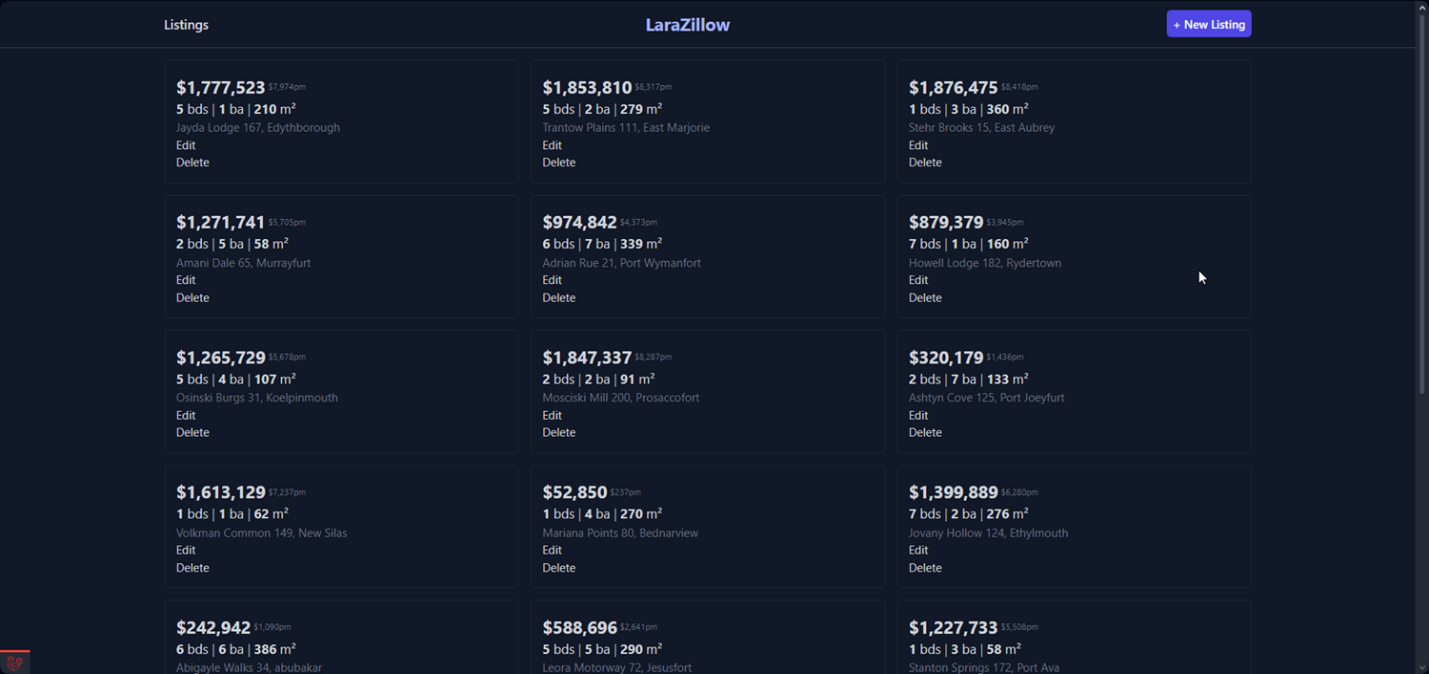 Listings
LaraZillow
+ New Listing
$1,777,523 $7,974pm
5 bds | 1 ba | 210 m²
Jayda Lodge 167, Edythborough
Edit
Delete
$1,853,810 $8,317pm
5 bds | 2 ba | 279 m²
Trantow Plains 111, East Marjorie
Edit
Delete
$1,876,475 $8,418pm
1 bds | 3 ba | 360 m²
Stehr Brooks 15, East Aubrey
Edit
Delete
$1,271,741 $5,705pm
2 bds | 5 ba | 58 m²
Amani Dale 65, Murrayfurt
Edit
Delete
$974,842 $4,373pm
6 bds | 7 ba | 339 m²
Adrian Rue 21, Port Wymanfort
Edit
Delete
$879,379 $3,945pm
7 bds | 1 ba | 160 m²
Howell Lodge 182, Rydertown
Edit
Delete
$1,265,729 $5,678pm
5 bds | 4 ba | 107 m²
Osinski Burgs 31, Koelpinmouth
Edit
Delete
$1,847,337 $8,287pm
2 bds | 2 ba | 91 m²
Mosciski Mill 200, Prosaccofort
Edit
Delete
$320,179 $1,436pm
2 bds | 7 ba | 133 m²
Ashtyn Cove 125, Port Joeyfurt
Edit
Delete
$1,613,129 $7,237pm
1 bds | 1 ba | 62 m²
Volkman Common 149, New Silas
Edit
Delete
$52,850 $237pm
1 bds | 4 ba | 270 m²
Mariana Points 80, Bednarview
Edit
Delete
$1,399,889 $6,280pm
7 bds | 2 ba | 276 m²
Jovany Hollow 124, Ethylmouth
Edit
Delete
$242,942 $1,090pm
6 bds | 6 ba | 386 m²
Abigayle Walks 34, abubakar
$588,696 $2,641pm
5 bds | 5 ba | 290 m²
Leora Motorway 72, Jesusfort
$1,227,733 $5,508pm
1 bds | 3 ba | 58 m²
Stanton Springs 172, Port Ava